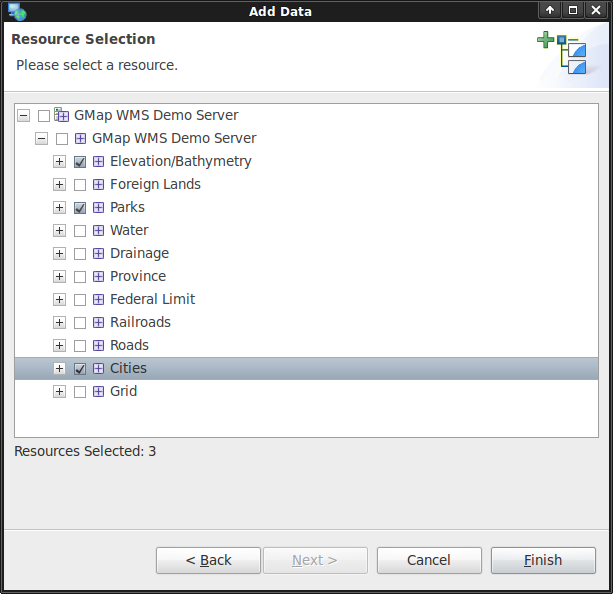 Add Data
Resource Selection
Please select a resource.
GMap WMS Demo Server
GMap WMS Demo Server
Elevation/Bathymetry
Foreign Lands
Parks
Water
Drainage
Province
Federal Limit
Railroads
Roads
Cities
Grid
Resources Selected: 3
< Back
Next >
Cancel
Finish